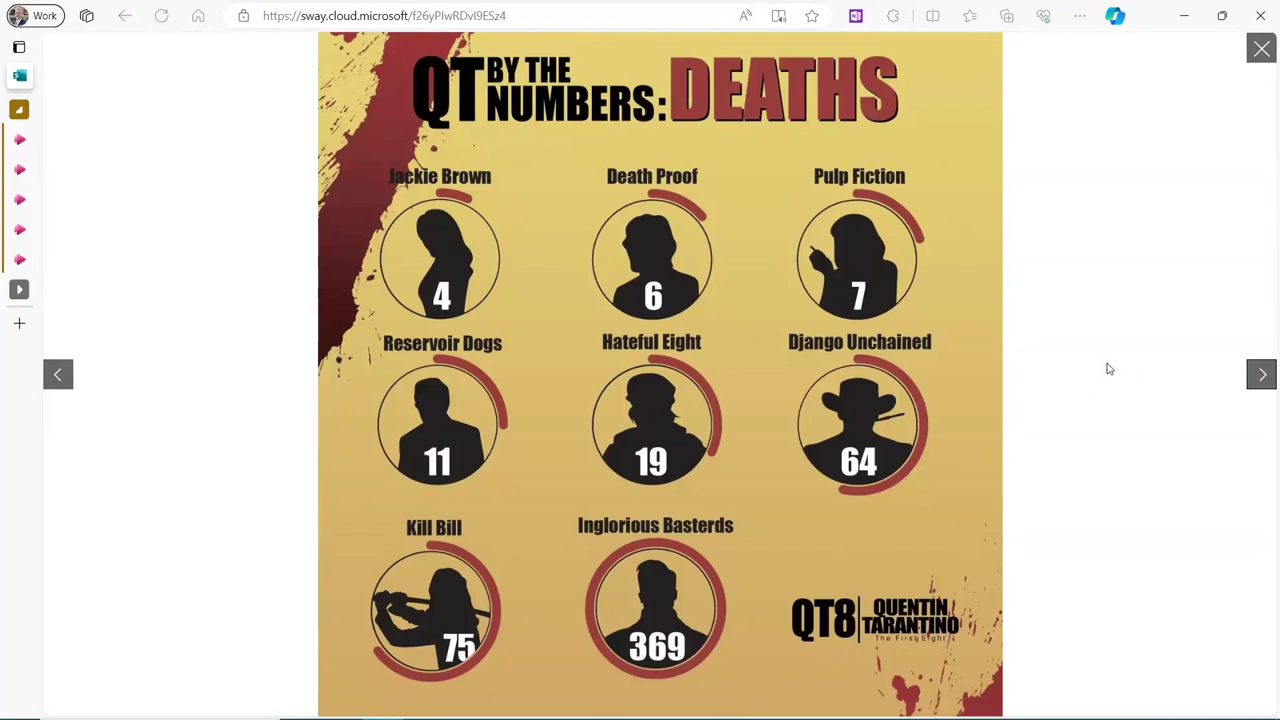 Work
https://sway.cloud.microsoft/f26yPIwRDvI9ESz4
QT BY THE NUMBERS: DEATHS
Jackie Brown
Death Proof
Pulp Fiction
4
6
7
Reservoir Dogs
Hateful Eight
Django Unchained
11
19
64
Kill Bill
Inglorious Basterds
75
369
QT8 QUENTIN TARANTINO
The First Eight